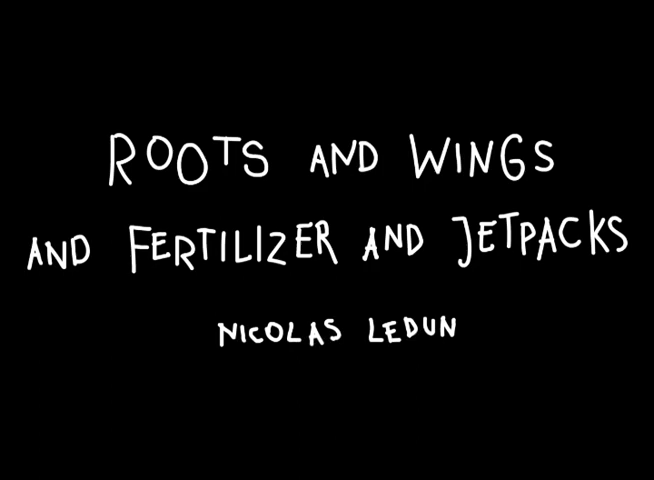 ROOTS AND WINGS
AND FERTILIZER AND JETPACKS
NICOLAS LEDUN